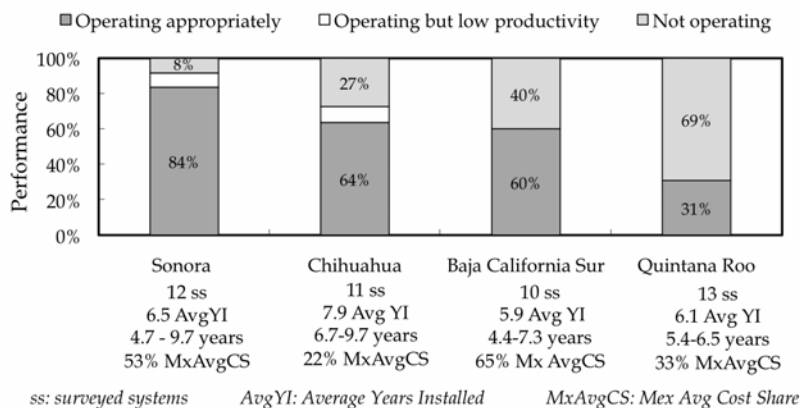 Operating appropriately Operating but low productivity Not operating
Performance
100%
80%
60%
40%
20%
0%
8%
84%
27%
64%
40%
60%
69%
31%
Sonora Chihuahua Baja California Sur Quintana Roo
12 ss 11 ss 10 ss 13 ss
6.5 AvgYI 7.9 Avg YI 5.9 Avg YI 6.1 Avg YI
4.7 - 9.7 years 6.7-9.7 years 4.4-7.3 years 5.4-6.5 years
53% MxAvgCS 22% MxAvgCS 65% Mx AvgCS 33% MxAvgCS
ss: surveyed systems AvgYI: Average Years Installed MxAvgCS: Mex Avg Cost Share